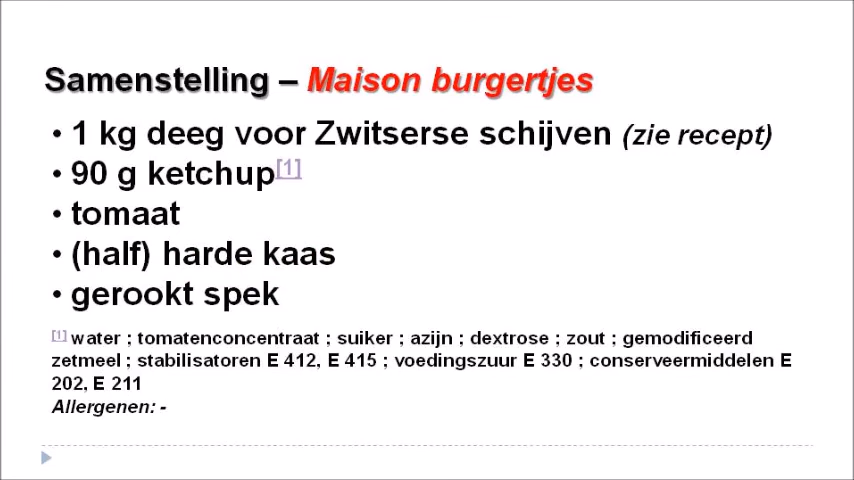 Samenstelling – Maison burgertjes
• 1 kg deeg voor Zwitserse schijven (zie recept)
• 90 g ketchup[1]
• tomaat
• (half) harde kaas
• gerookt spek
[1] water ; tomatenconcentraat ; suiker ; azijn ; dextrose ; zout ; gemodificeerd
zetmeel ; stabilisatoren E 412, E 415 ; voedingszuur E 330 ; conserveermiddelen E
202, E 211
Allergenen: -